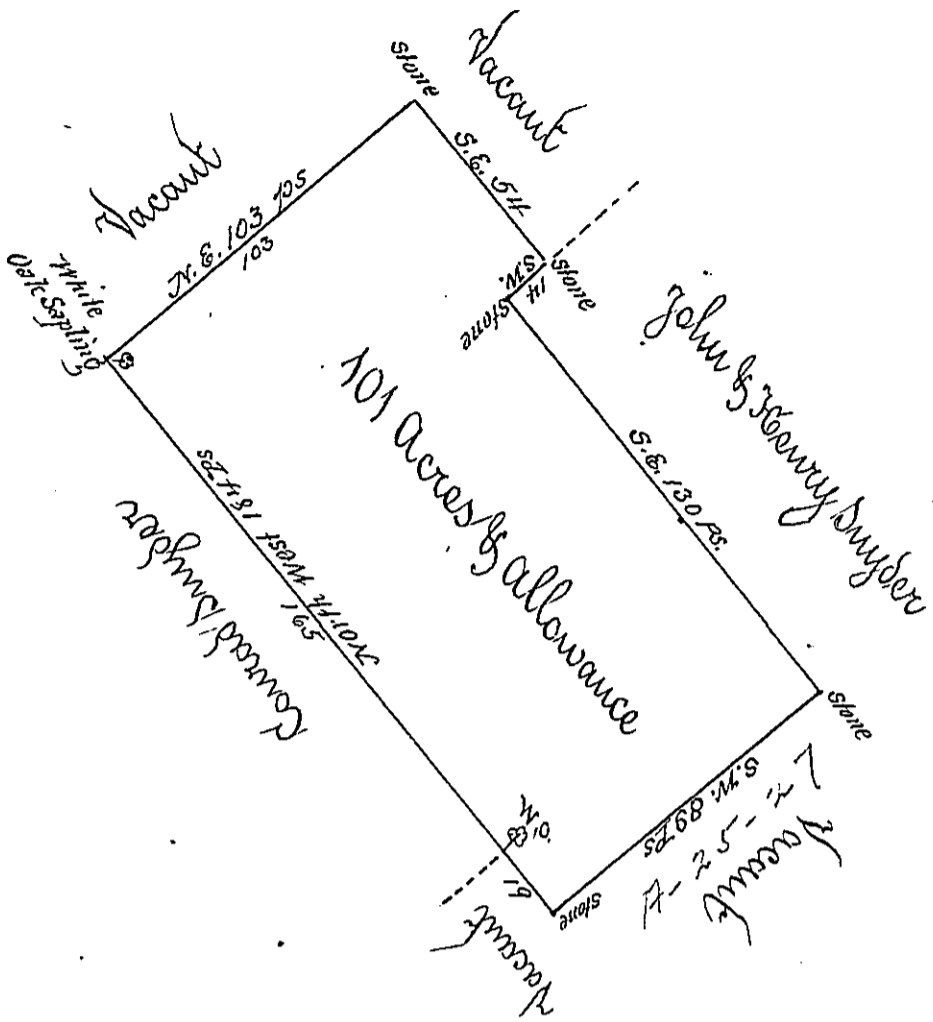 stone
Vacant
S.E. 54
Vacant
N.E. 103 ps
103
White
Oak Sapling
stone
S.W.
14
stone
John & Henry Snyder
101 Acres & allowance
S.E. 130 Ps.
North West 184 Ps
165
Conrad Snyder
stone
S.W. 89 Ps
A-25-27
Vacant
W.O.
19
stone
Vacant